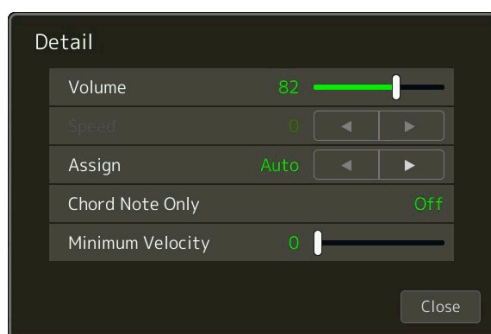 Detail
Volume 82
Speed 0
Assign Auto
Chord Note Only Off
Minimum Velocity 0
Close